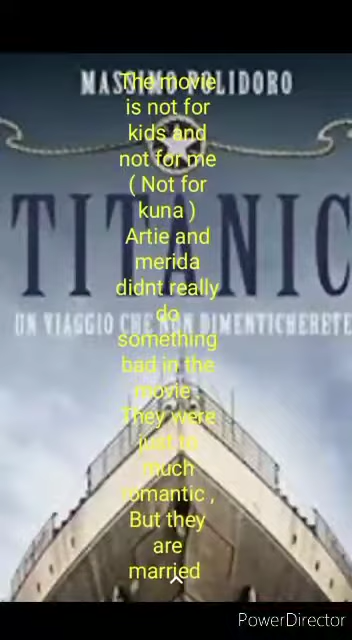 MASSIMO POLIDORO
The movie
is not for
kids and
not for me
( Not for
kuna )
Artie and
merida
didnt really
do
something
bad in the
movie
They were
just to
much
romantic ,
But they
are
married
TITANIC
UN VIAGGIO CHE NON DIMENTICHERETE
PowerDirector